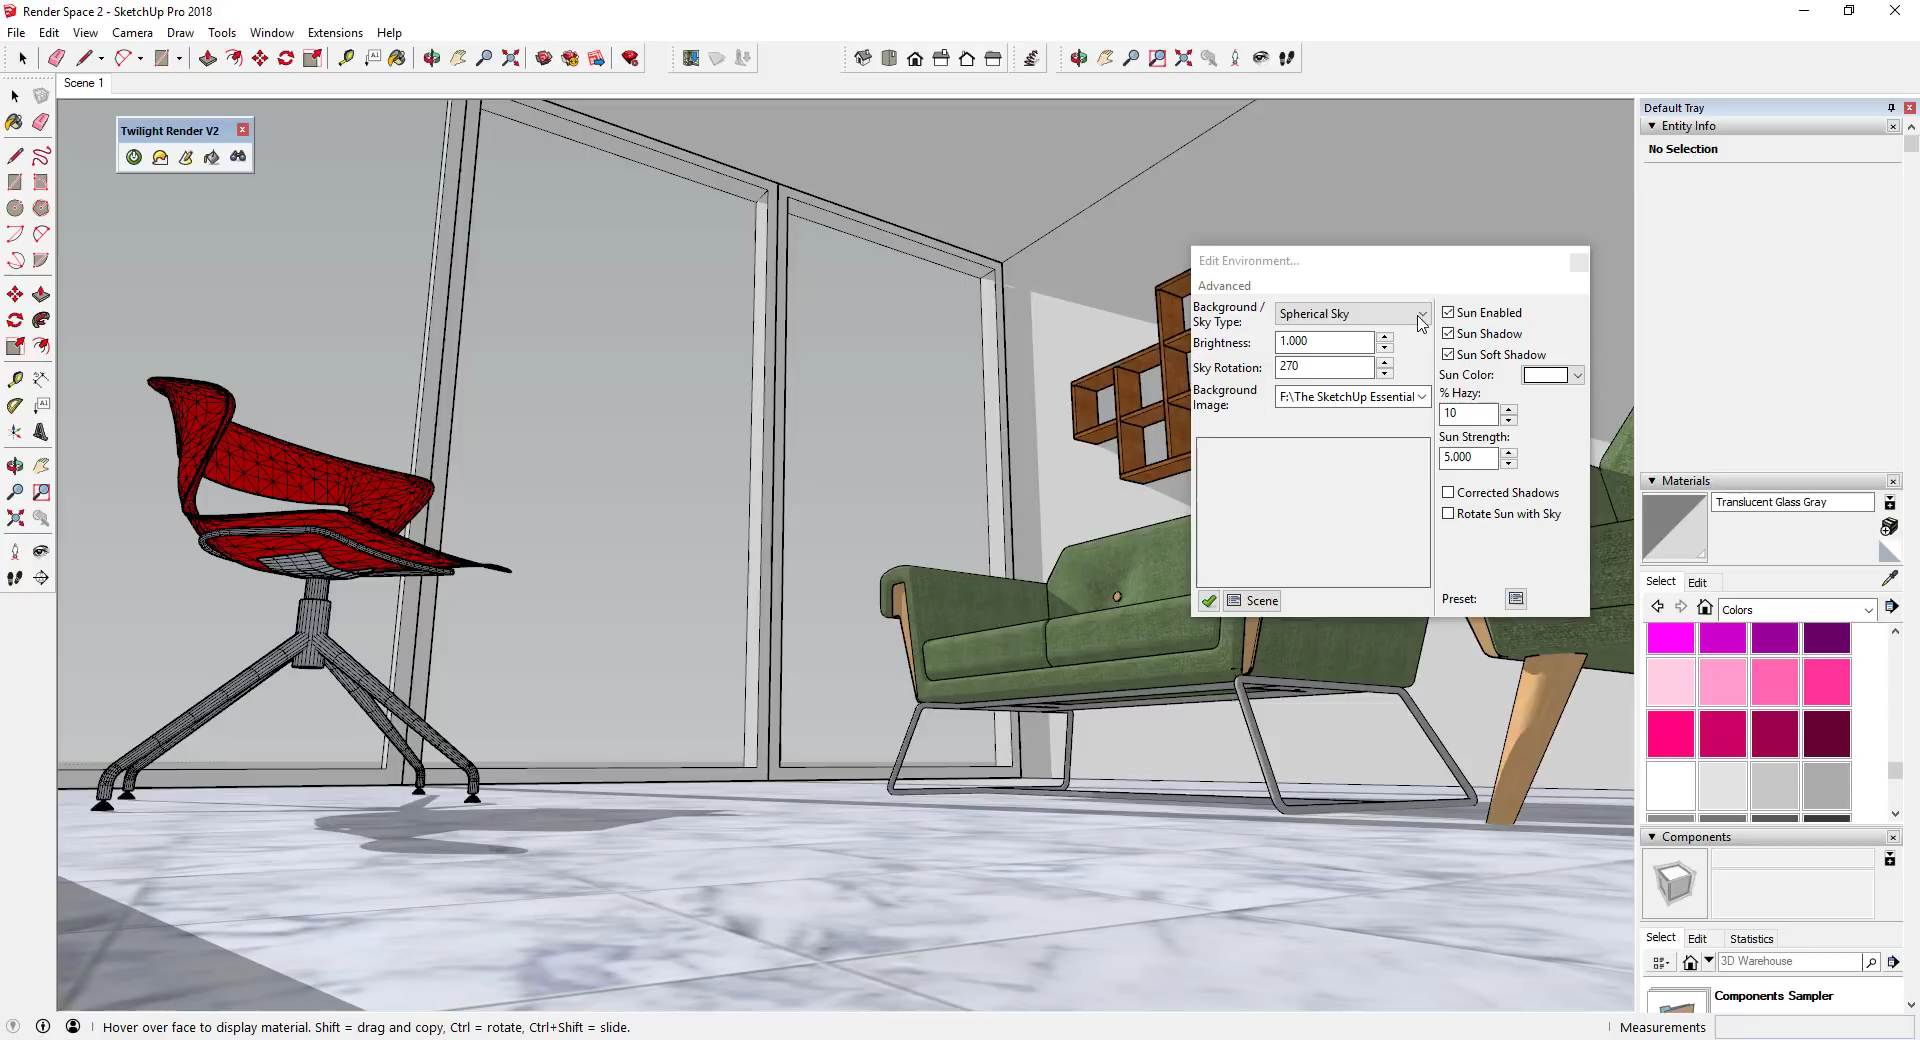 Render Space 2 - SketchUp Pro 2018
File Edit View Camera Draw Tools Window Extensions Help
Scene 1
Twilight Render V2
Edit Environment...
Advanced
Background / Sky Type: Spherical Sky
Brightness: 1.000
Sky Rotation: 270
Background Image: F:\The SketchUp Essential
Scene
Sun Enabled
Sun Shadow
Sun Soft Shadow
Sun Color:
% Hazy:
10
Sun Strength:
5.000
Corrected Shadows
Rotate Sun with Sky
Preset:
Default Tray
Entity Info
No Selection
Materials
Translucent Glass Gray
Select Edit
Colors
Components
Select Edit Statistics
3D Warehouse
Components Sampler
Hover over face to display material. Shift = drag and copy, Ctrl = rotate, Ctrl+Shift = slide.
Measurements